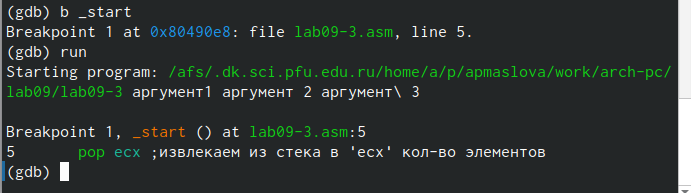 (gdb) b _start
Breakpoint 1 at 0x80490e8: file lab09-3.asm, line 5.
(gdb) run
Starting program: /afs/.dk.sci.pfu.edu.ru/home/a/p/apmaslova/work/arch-pc/
lab09/lab09-3 аргумент1 аргумент 2 аргумент\ 3

Breakpoint 1, _start () at lab09-3.asm:5
5       pop ecx ;извлекаем из стека в 'ecx' кол-во элементов
(gdb)